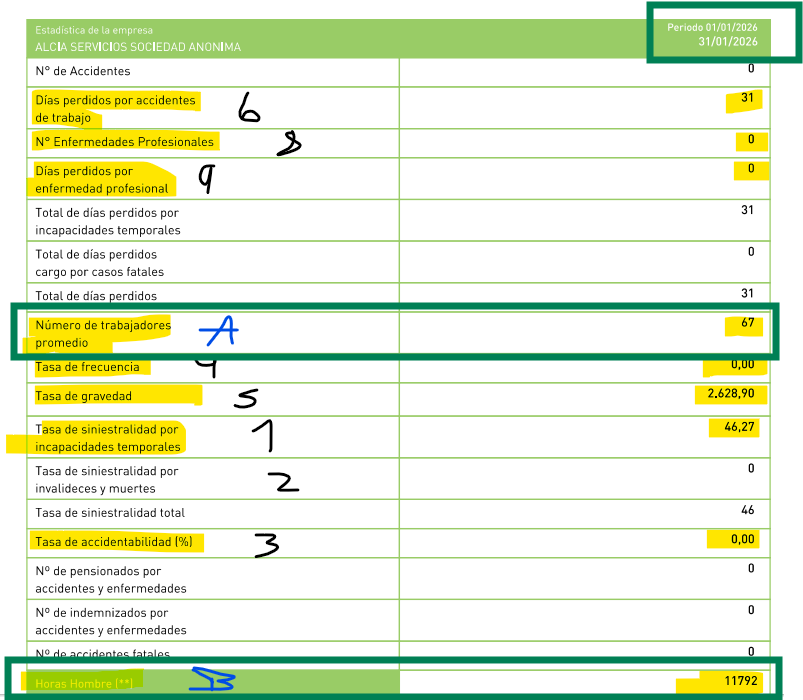 Estadística de la empresa
Periodo 01/01/2026
ALCIA SERVICIOS SOCIEDAD ANONIMA
31/01/2026
Nº de Accidentes 0
Días perdidos por accidentes 31
de trabajo 6
Nº Enfermedades Profesionales 8 0
Días perdidos por 0
enfermedad profesional 9
Total de días perdidos por 31
incapacidades temporales
Total de días perdidos 0
cargo por casos fatales
Total de días perdidos 31
Número de trabajadores A 67
promedio
Tasa de frecuencia 4 0,00
Tasa de gravedad 5 2.628,90
Tasa de siniestralidad por 1 46,27
incapacidades temporales
Tasa de siniestralidad por 0
invalideces y muertes 2
Tasa de siniestralidad total 46
Tasa de accidentabilidad (%) 3 0,00
Nº de pensionados por 0
accidentes y enfermedades
Nº de indemnizados por 0
accidentes y enfermedades
Nº de accidentes fatales 0
Horas Hombre (**) B 11792